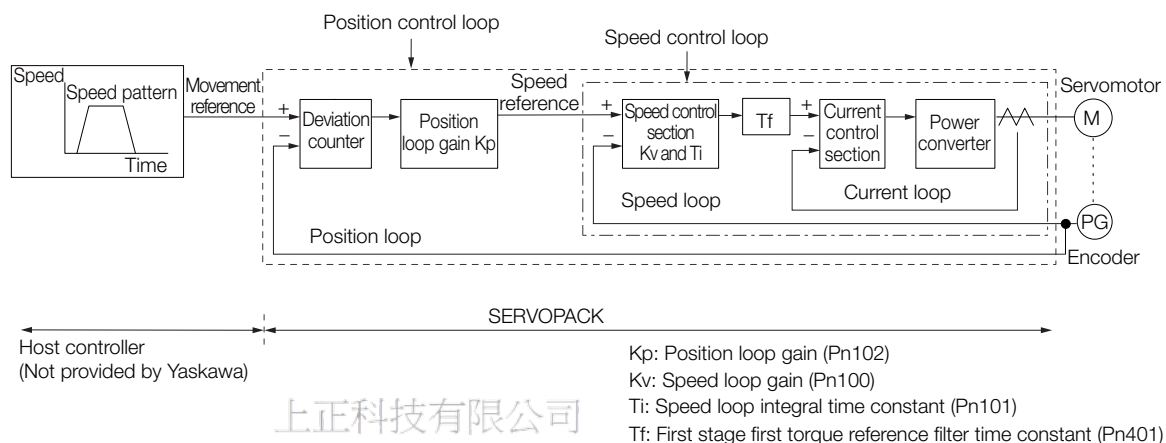 Position control loop
Speed control loop
Speed
Speed pattern
Time
Movement
reference
+
−
Deviation
counter
Position
loop gain Kp
Speed
reference
+
−
Speed control
section
Kv and Ti
Tf
+
−
Current
control
section
Power
converter
Servomotor
M
Current loop
Speed loop
Position loop
PG
Encoder
SERVOPACK
Host controller
(Not provided by Yaskawa)
Kp: Position loop gain (Pn102)
Kv: Speed loop gain (Pn100)
Ti: Speed loop integral time constant (Pn101)
Tf: First stage first torque reference filter time constant (Pn401)
上正科技有限公司